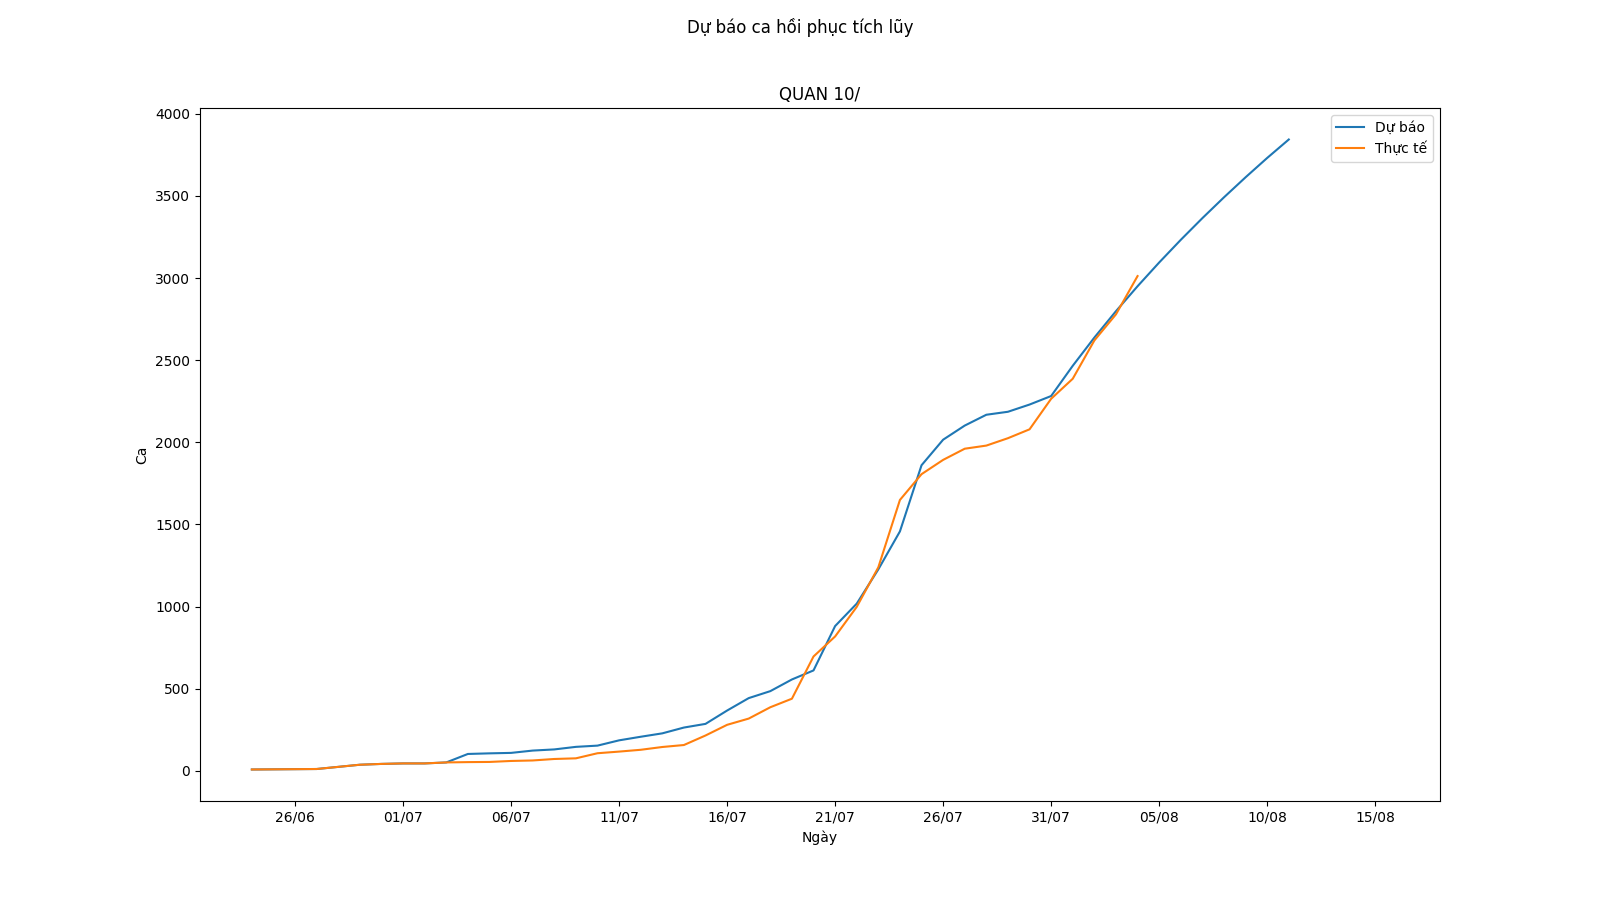 Dự báo ca hồi phục tích lũy
QUAN 10/
Dự báo
Thực tế
Ca
4000
3500
3000
2500
2000
1500
1000
500
0
26/06 01/07 06/07 11/07 16/07 21/07 26/07 31/07 05/08 10/08 15/08
Ngày